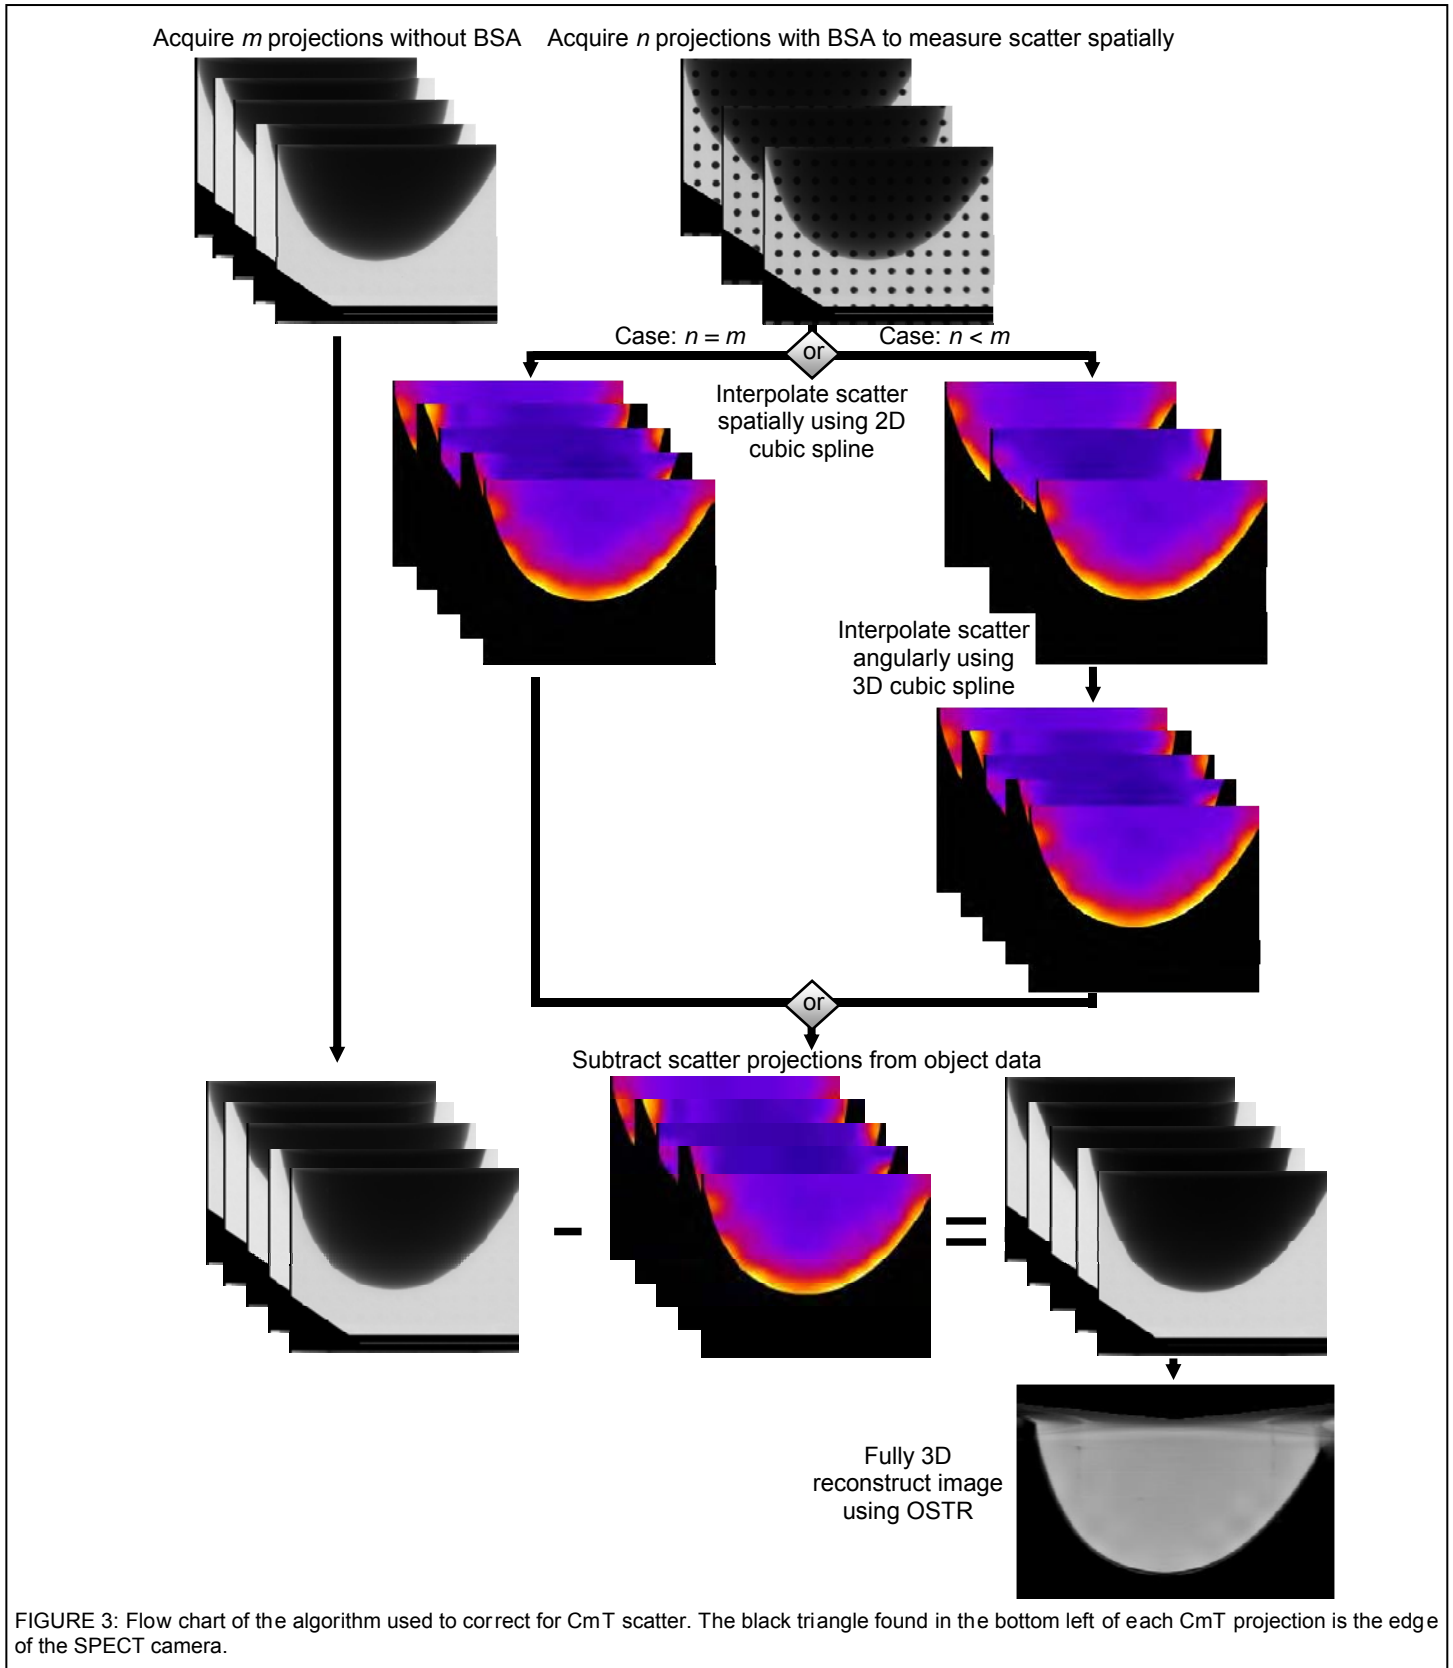 Acquire m projections without BSA
Acquire n projections with BSA to measure scatter spatially
Case: n = m
or
Case: n < m
Interpolate scatter
spatially using 2D
cubic spline
Interpolate scatter
angularly using
3D cubic spline
or
Subtract scatter projections from object data
–
=
Fully 3D
reconstruct image
using OSTR
FIGURE 3: Flow chart of the algorithm used to correct for CmT scatter. The black triangle found in the bottom left of each CmT projection is the edge
of the SPECT camera.